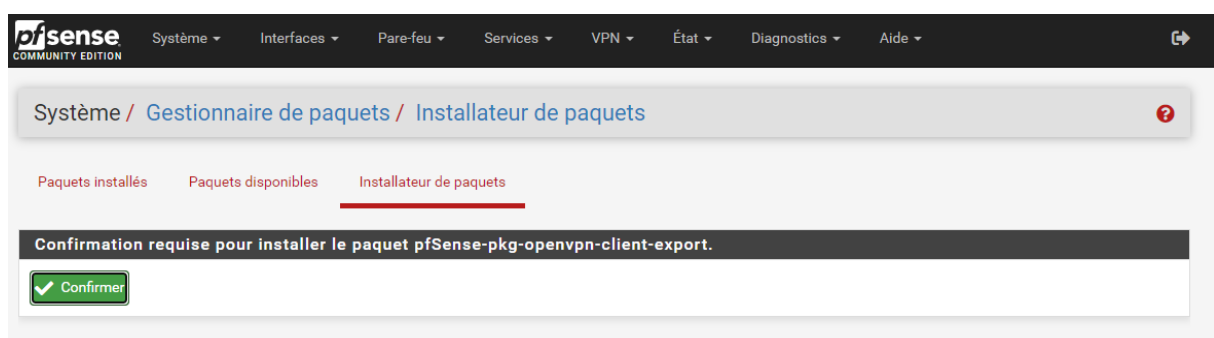 pfsense Système Interfaces Pare-feu Services VPN État Diagnostics Aide
COMMUNITY EDITION
Système / Gestionnaire de paquets / Installateur de paquets
Paquets installés Paquets disponibles Installateur de paquets
Confirmation requise pour installer le paquet pfSense-pkg-openvpn-client-export.
Confirmer